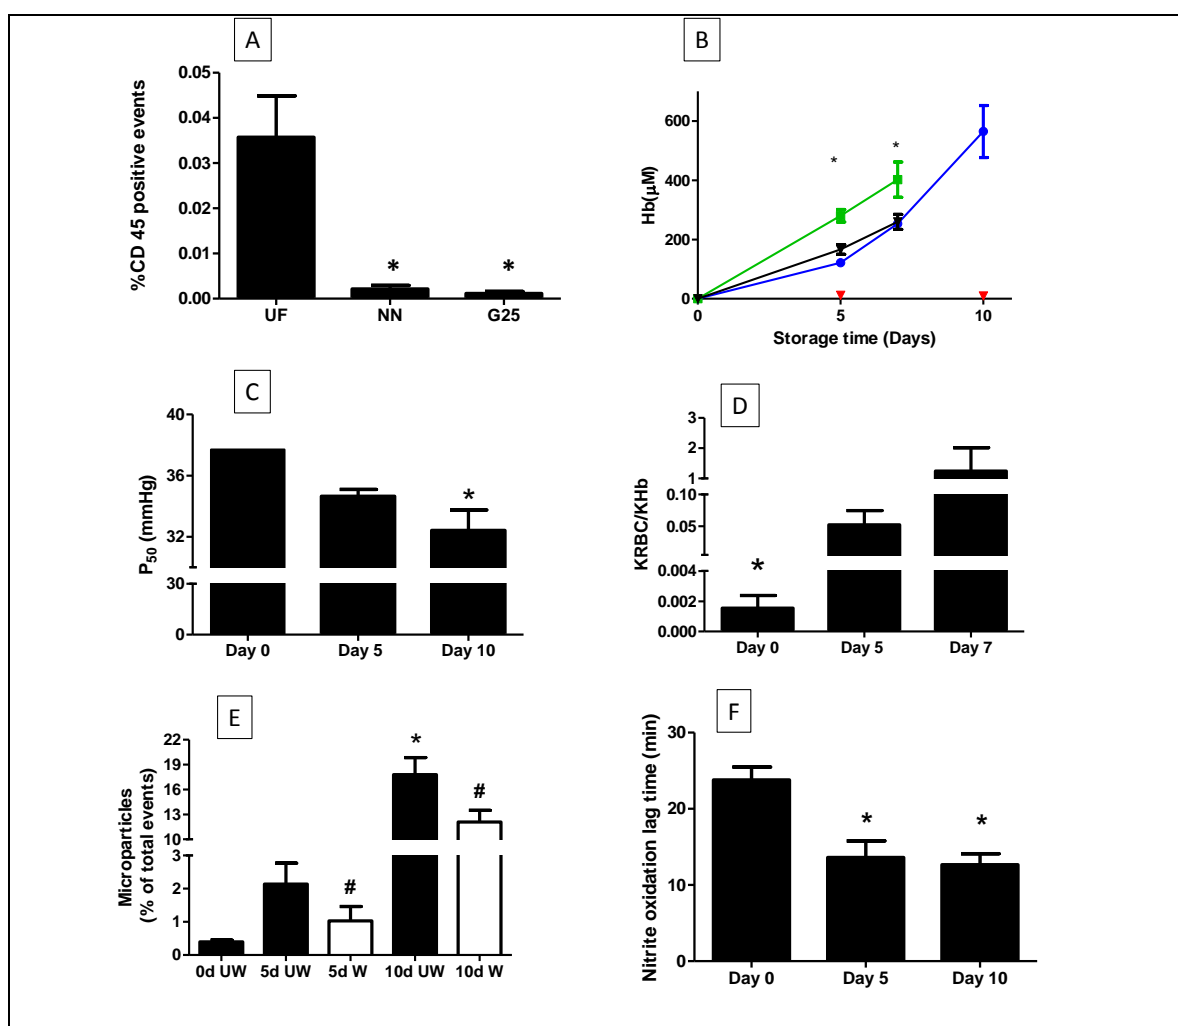 A
%CD 45 positive events
0.05
0.04
0.03
0.02
0.01
0.00
*
*
UF
NN
G25
B
Hb(μM)
600
400
200
0
*
*
0
5
10
Storage time (Days)
C
P50 (mmHg)
40
36
32
30
0
*
Day 0
Day 5
Day 10
D
KRBC/KHb
3
2
1
0.10
0.05
0.004
0.002
0.000
*
Day 0
Day 5
Day 7
E
Microparticles
(% of total events)
22
19
16
13
10
3
2
1
0
#
*
#
0d UW
5d UW
5d W
10d UW
10d W
F
Nitrite oxidation lag time (min)
30
20
10
0
*
*
Day 0
Day 5
Day 10